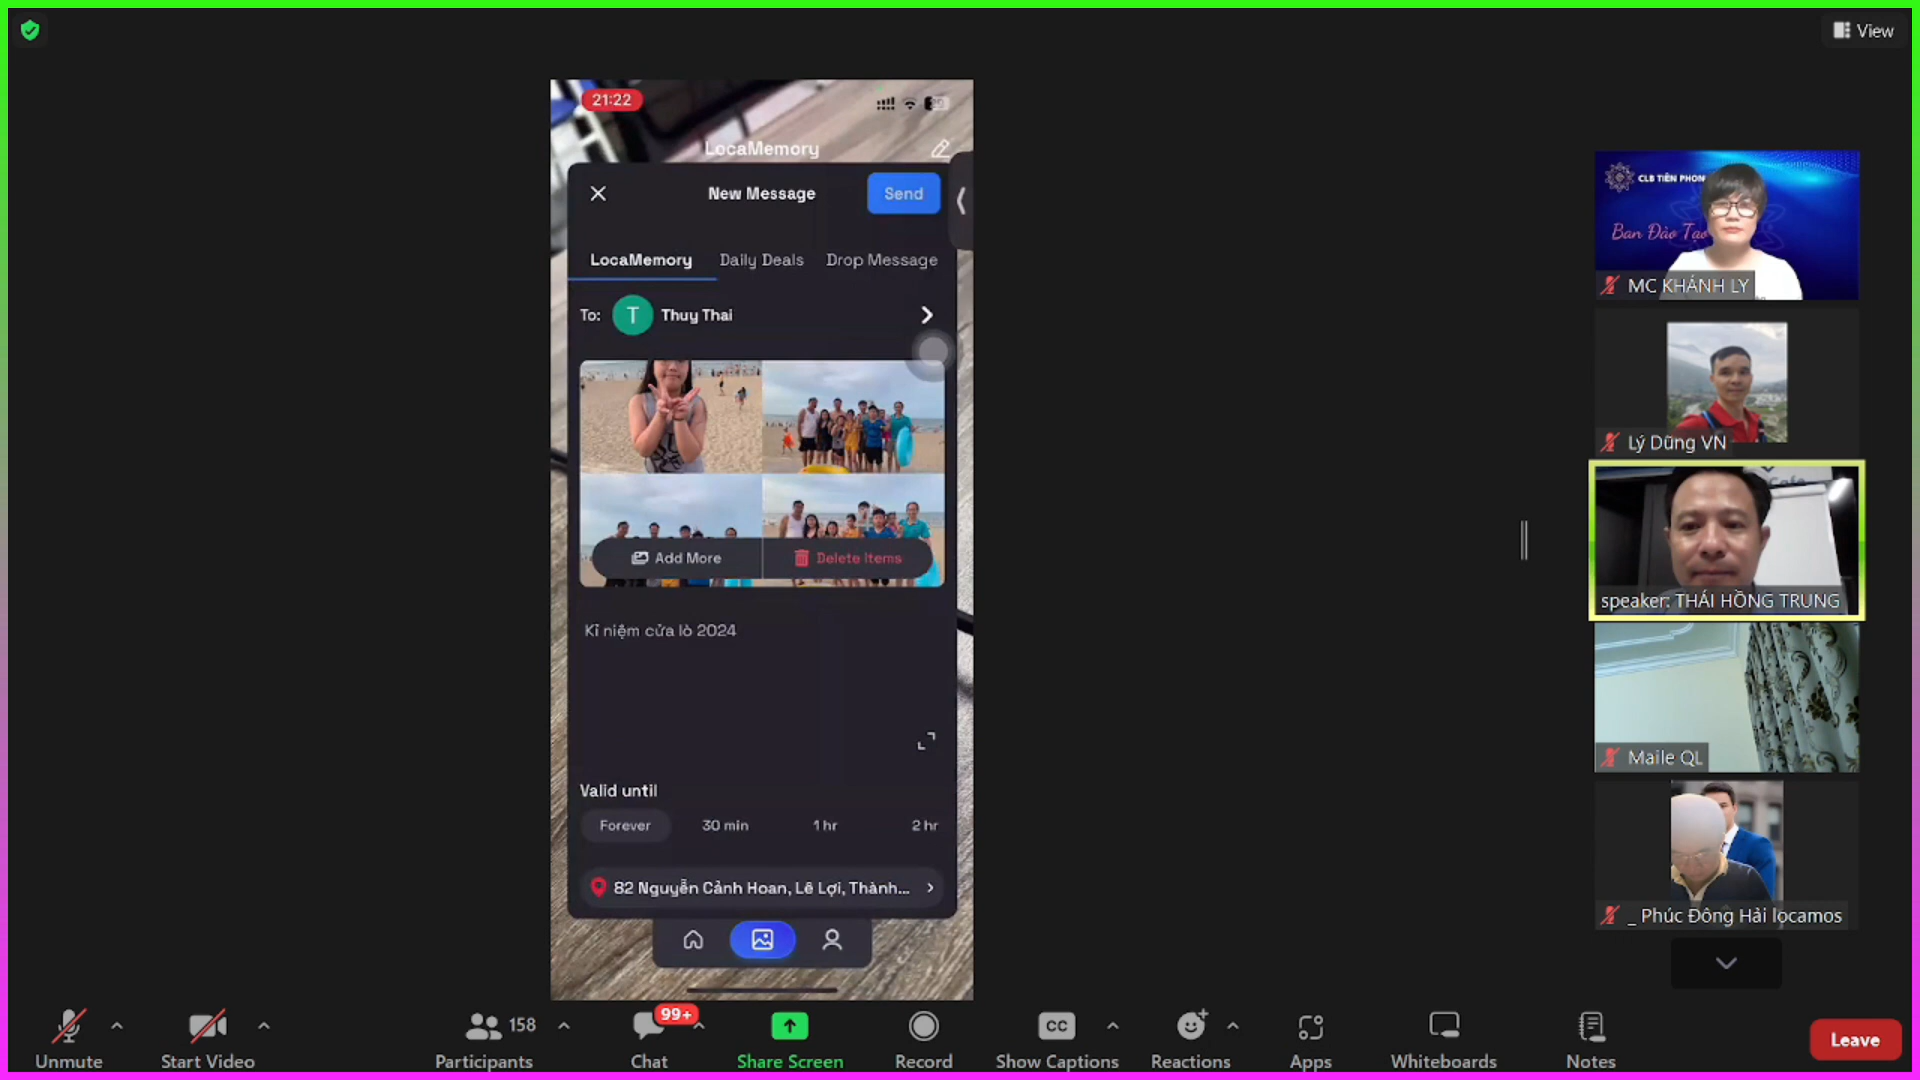 View
21:22
LocaMemory
New Message
Send
LocaMemory
Daily Deals
Drop Message
To:
T
Thuy Thai
Add More
Delete Items
Kỉ niệm cửa lò 2024
Valid until
Forever
30 min
1 hr
2 hr
82 Nguyễn Cảnh Hoan, Lê Lợi, Thành...
CLB TIÊN PHON
Ban Đào Tạo
MC KHÁNH LY
Lý Dũng VN
speaker: THÁI HỒNG TRUNG
Maile QL
_ Phúc Đông Hải locamos
Unmute
Start Video
158
Participants
99+
Chat
Share Screen
Record
CC
Show Captions
Reactions
Apps
Whiteboards
Notes
Leave